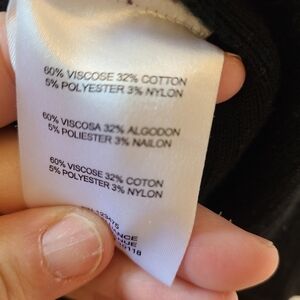 60% VISCOSE 32% COTTON
5% POLYESTER 3% NYLON
60% VISCOSA 32% ALGODON
5% POLIESTER 3% NAILON
60% VISCOSE 32% COTON
5% POLYESTER 3% NYLON